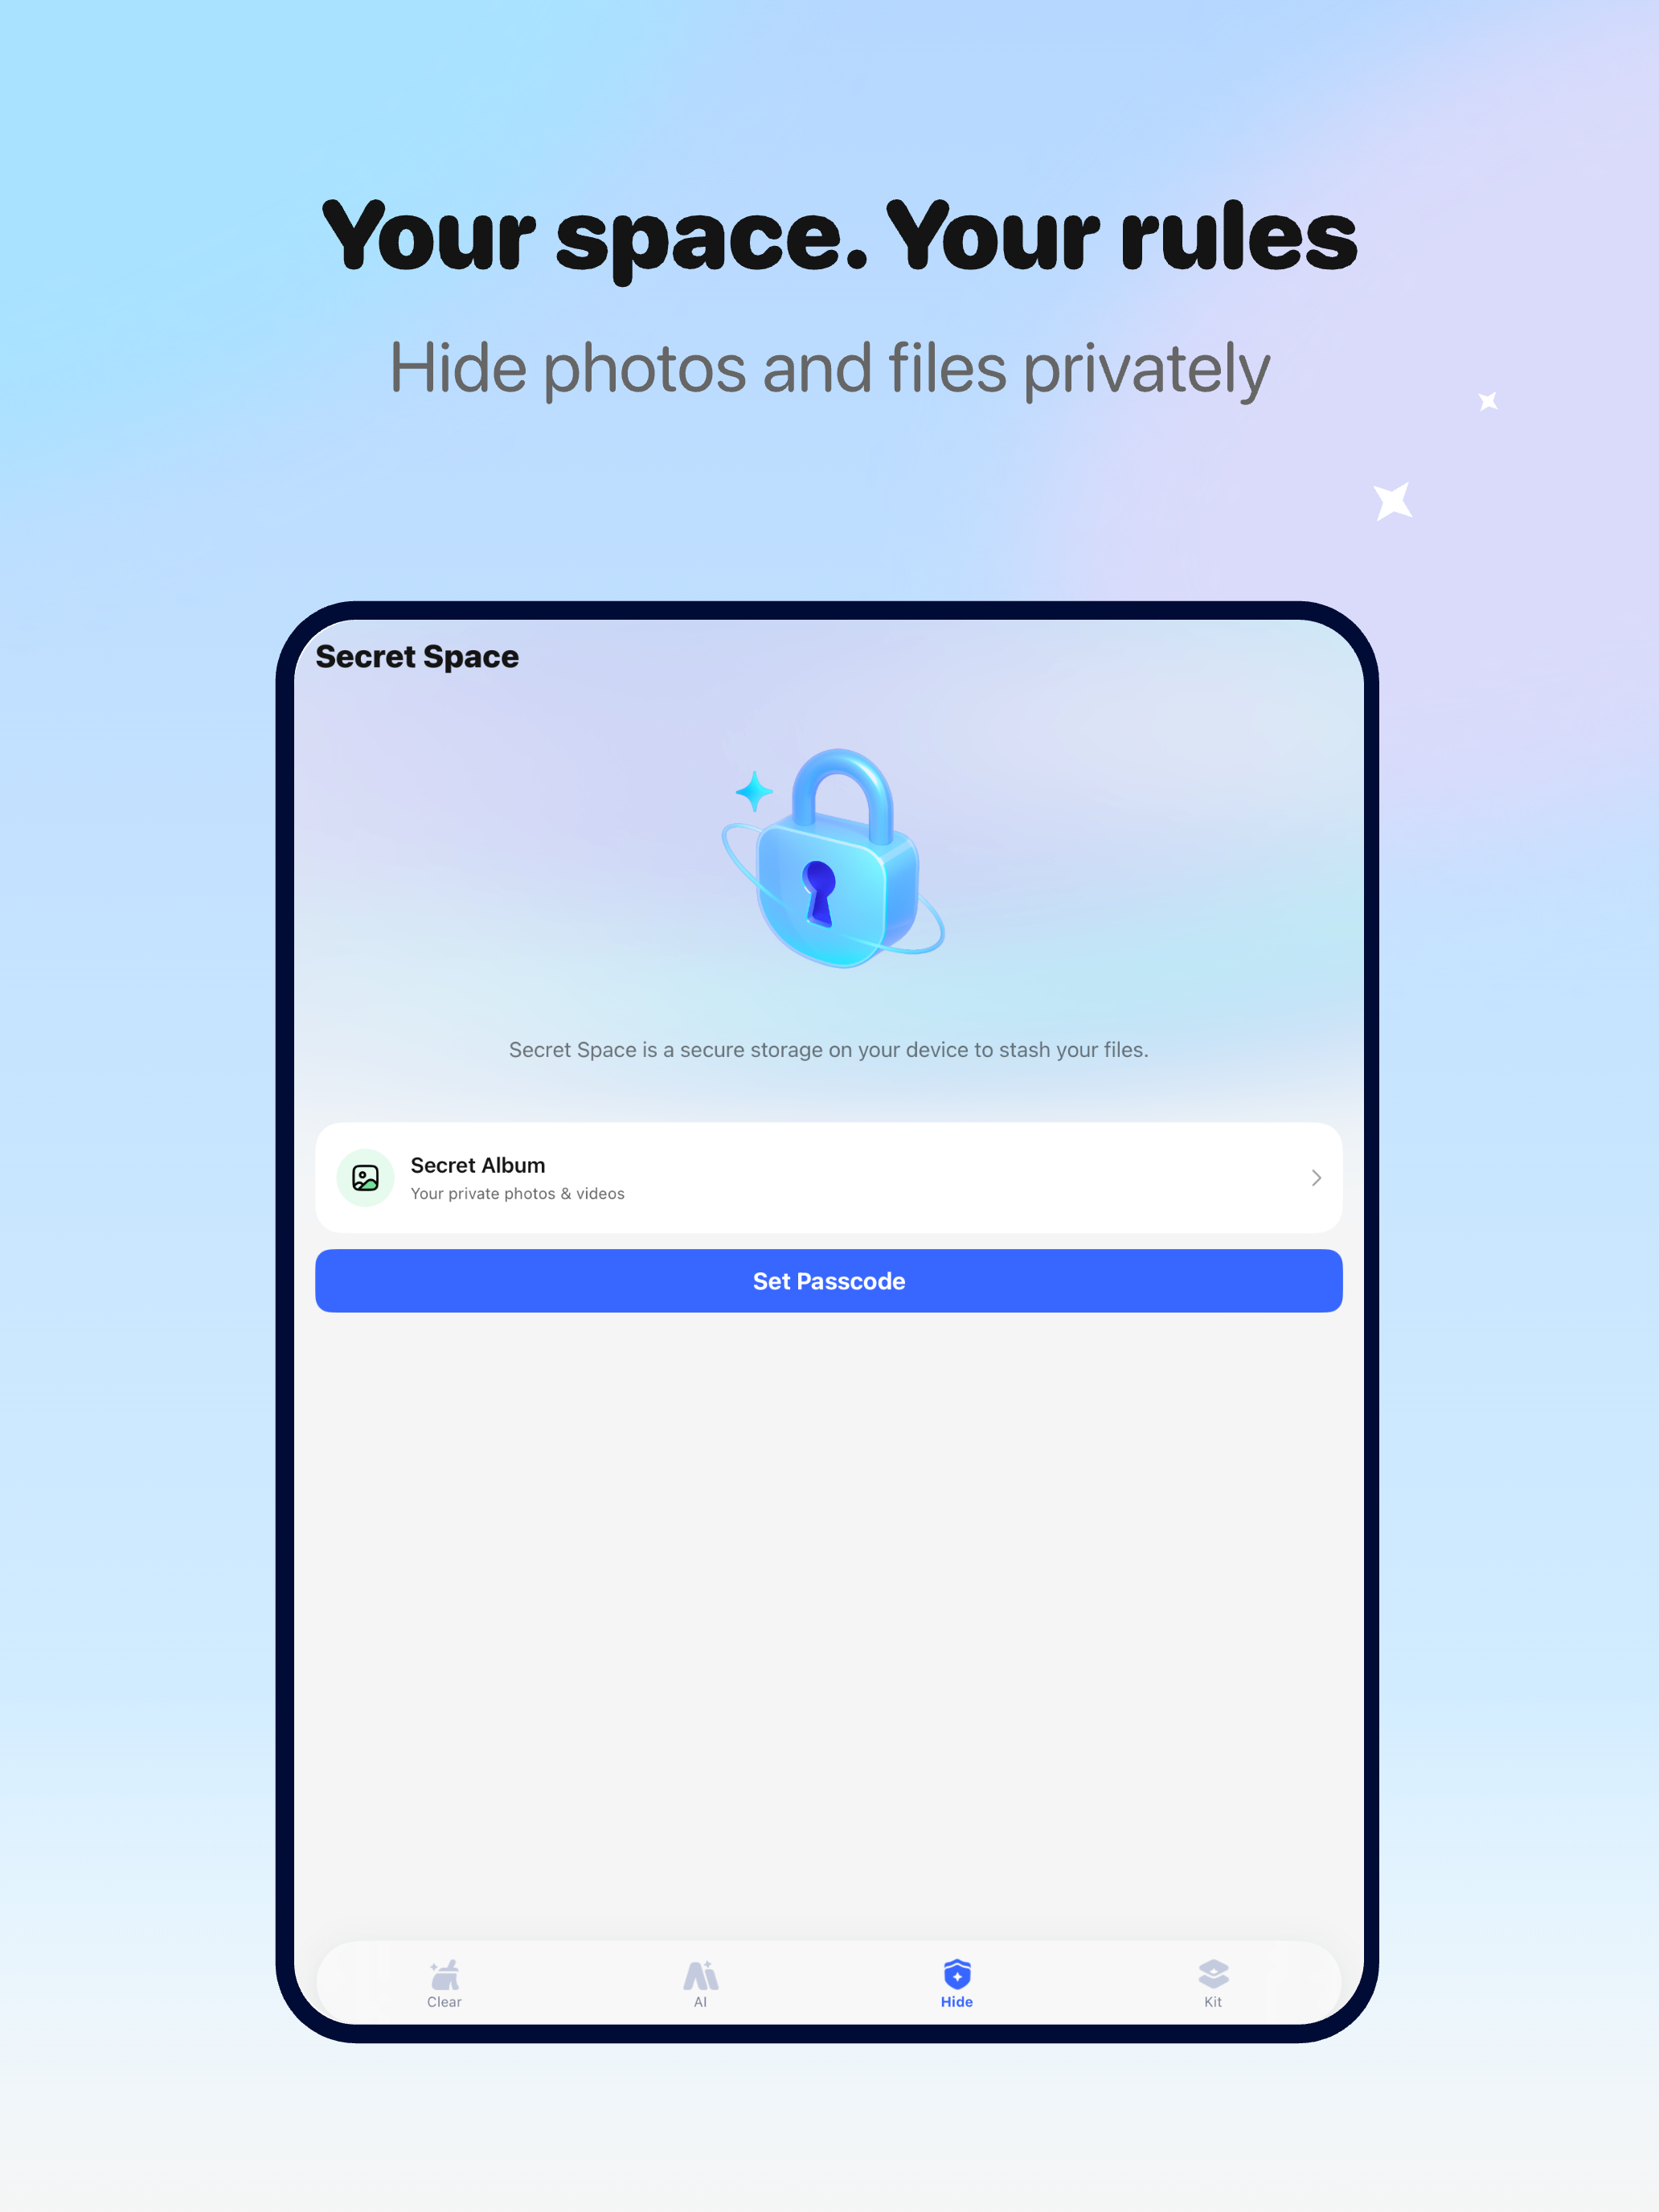 Your space. Your rules
Hide photos and files privately
Secret Space
Secret Space is a secure storage on your device to stash your files.
Secret Album
Your private photos & videos
Set Passcode
Clear
AI
Hide
Kit